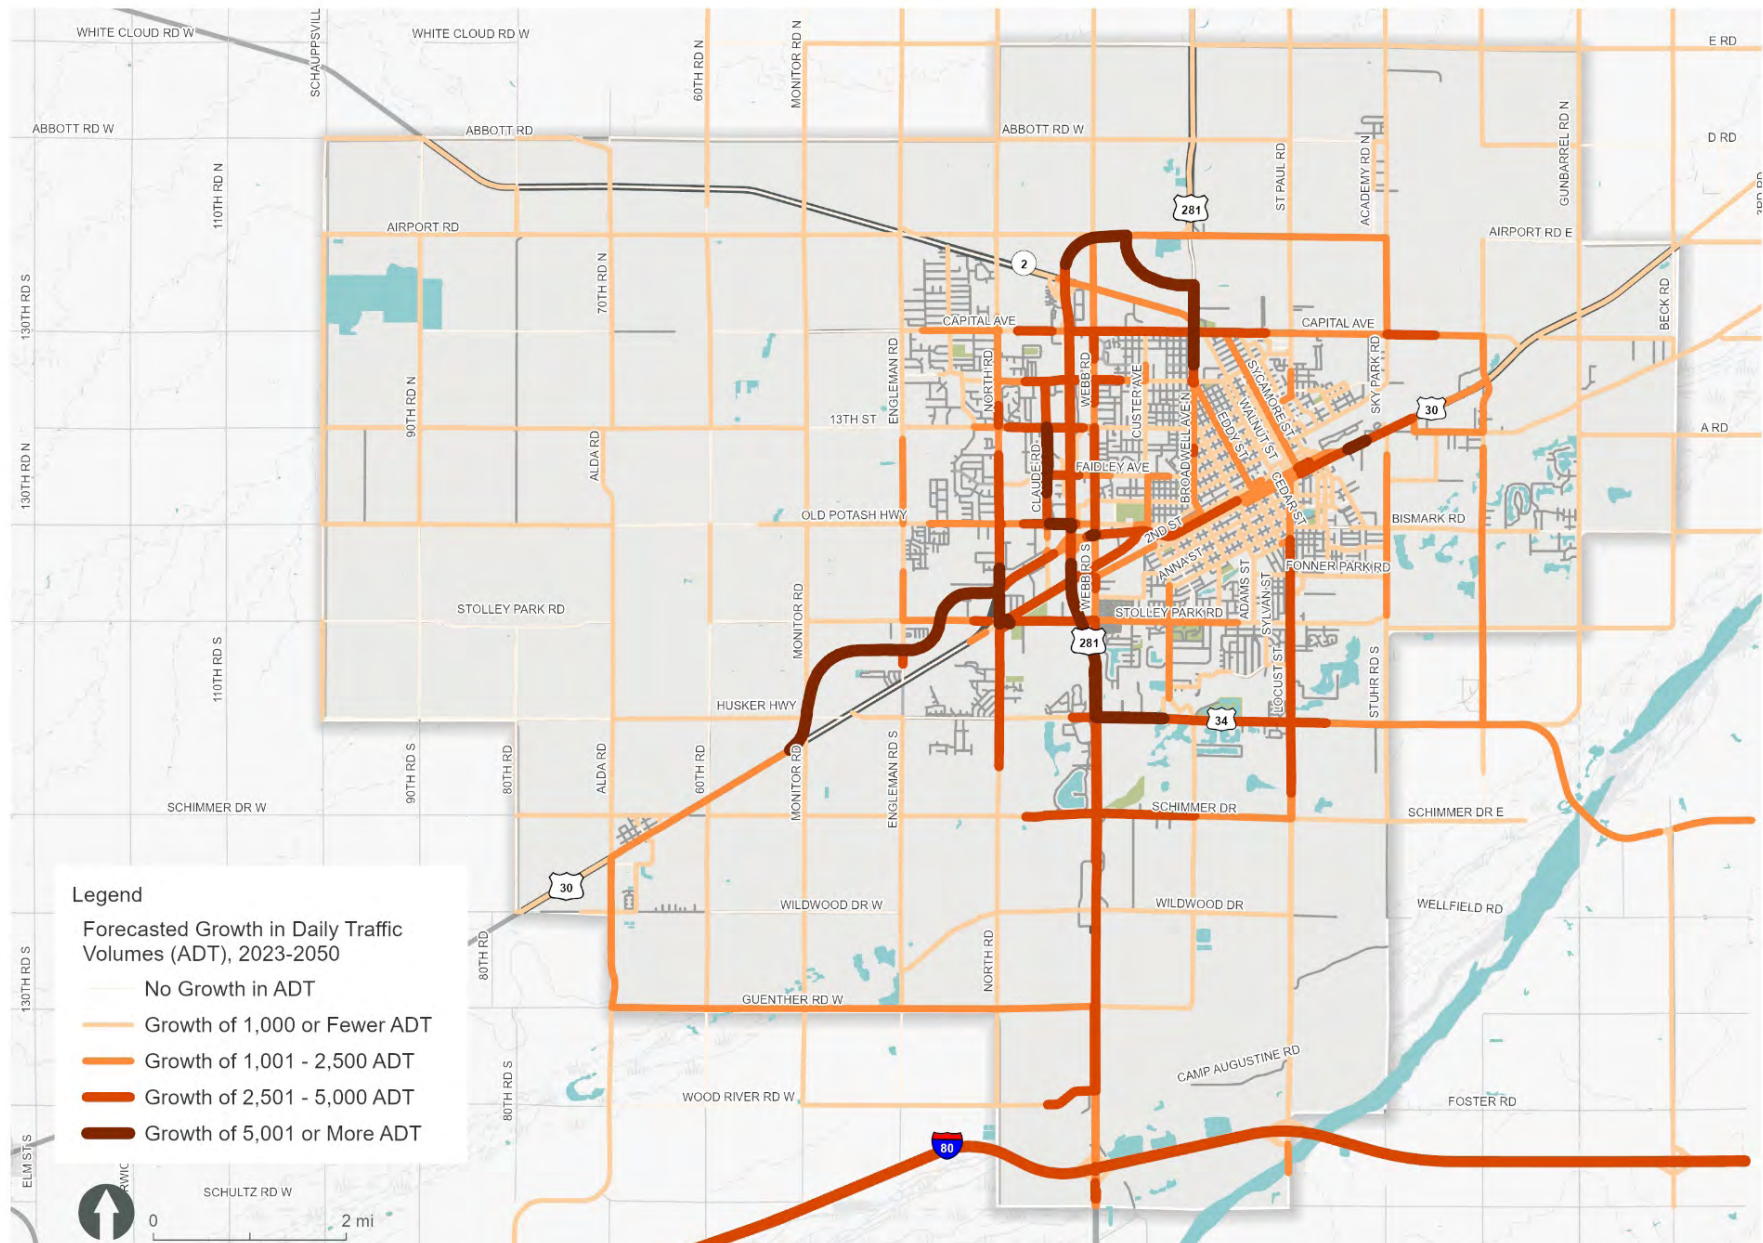 WHITE CLOUD RD W
SCHAUPPSVILL
WHITE CLOUD RD W
60TH RD N
MONITOR RD N
E RD
ABBOTT RD W
ABBOTT RD
ABBOTT RD W
D RD
110TH RD N
281
ST PAUL RD
ACADEMY RD N
GUNBARREL RD N
3RD RD
AIRPORT RD
AIRPORT RD E
2
130TH RD S
70TH RD N
BECK RD
CAPITAL AVE
CAPITAL AVE
ENGLEMAN RD
NORTH RD
WEBB RD
CUSTER AVE
SYCAMORE ST
SKY PARK RD
90TH RD N
13TH ST
WALNUT ST
EDDY ST
30
A RD
130TH RD N
ALDA RD
CLAUDE RD
FAIDLEY AVE
BROADWELL AVE N
CEDAR ST
OLD POTASH HWY
2ND ST
BISMARK RD
ANNA ST
WEBB RD S
FONNER PARK RD
STOLLEY PARK RD
MONITOR RD
STOLLEY PARK RD
ADAMS ST
SYLVAN ST
281
110TH RD S
HUSKER HWY
34
LOCUST ST
STUHR RD S
90TH RD S
80TH RD
ALDA RD
60TH RD
MONITOR RD
ENGLEMAN RD S
SCHIMMER DR W
SCHIMMER DR
SCHIMMER DR E
30
WILDWOOD DR W
WILDWOOD DR
WELLFIELD RD
80TH RD
NORTH RD
130TH RD S
GUENTHER RD W
CAMP AUGUSTINE RD
80TH RD S
WOOD RIVER RD W
FOSTER RD
80
ELM ST S
RWIC
SCHULTZ RD W
Legend
Forecasted Growth in Daily Traffic
Volumes (ADT), 2023-2050
No Growth in ADT
Growth of 1,000 or Fewer ADT
Growth of 1,001 - 2,500 ADT
Growth of 2,501 - 5,000 ADT
Growth of 5,001 or More ADT
0 2 mi